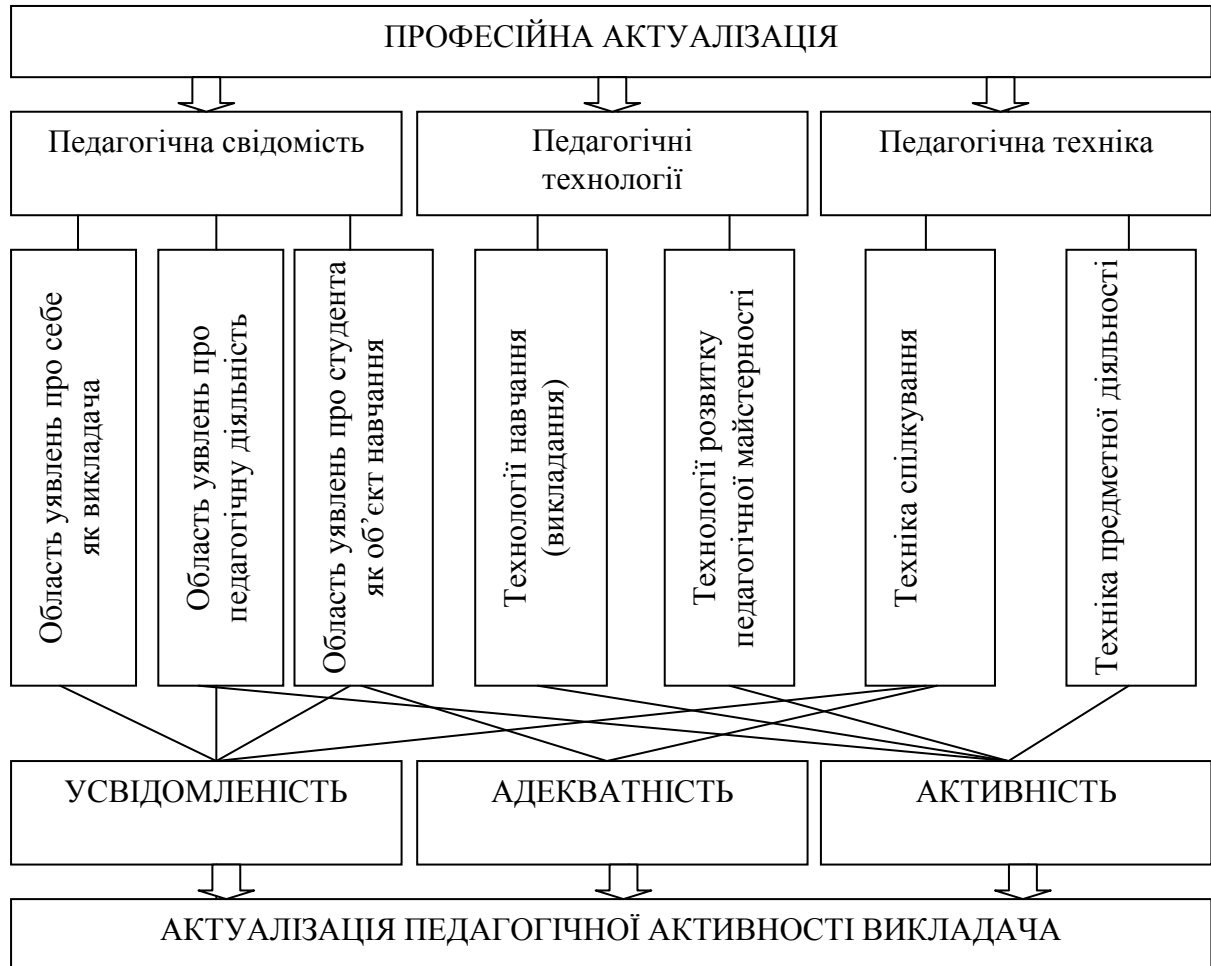 ПРОФЕСІЙНА АКТУАЛІЗАЦІЯ
Педагогічна свідомість
Педагогічні
технології
Педагогічна техніка
Область уявлен про себе
як викладача
Область уявлень про
педагогічну діяльність
Область уявлень про студента
як об’єкт навчання
Технології навчання
(викладання)
Технології розвитку
педагогічної майстерності
Техніка спілкування
Техніка предметної діяльності
УСВІДОМЛЕНІСТЬ
АДЕКВАТНІСТЬ
АКТИВНІСТЬ
АКТУАЛІЗАЦІЯ ПЕДАГОГІЧНОЇ АКТИВНОСТІ ВИКЛАДАЧА